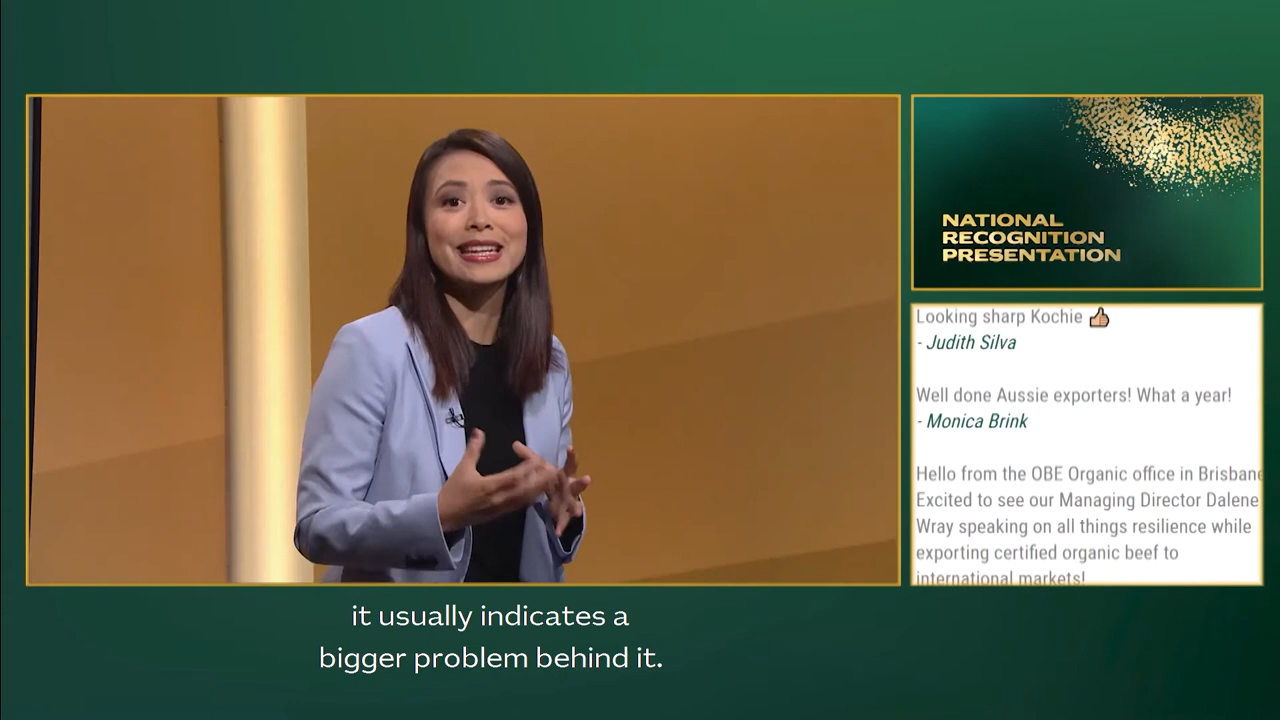 NATIONAL
RECOGNITION
PRESENTATION
Looking sharp Kochie 👍
- Judith Silva
Well done Aussie exporters! What a year!
- Monica Brink
Hello from the OBE Organic office in Brisbane
Excited to see our Managing Director Dalene
Wray speaking on all things resilience while
exporting certified organic beef to
international markets!
it usually indicates a
bigger problem behind it.